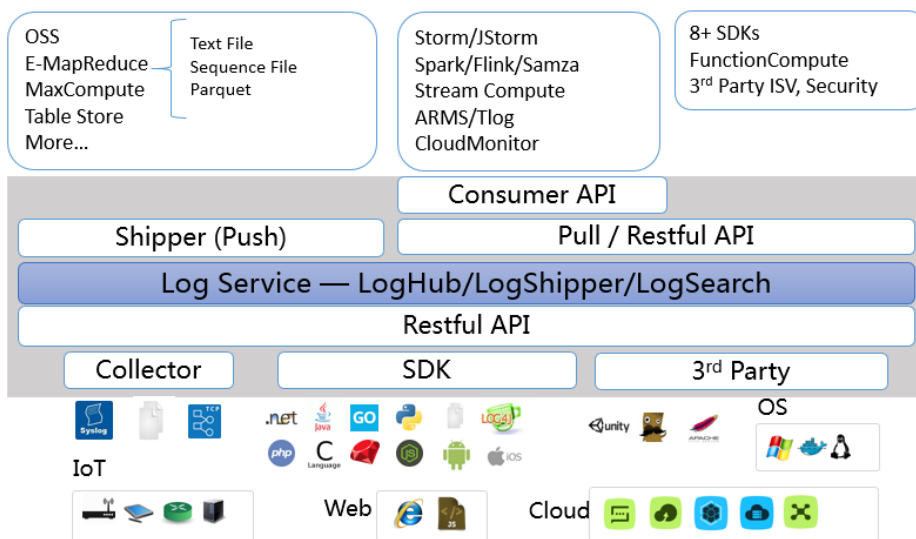 OSS
E-MapReduce
MaxCompute
Table Store
More...
Text File
Sequence File
Parquet
Storm/JStorm
Spark/Flink/Samza
Stream Compute
ARMS/Tlog
CloudMonitor
8+ SDKs
FunctionCompute
3rd Party ISV, Security
Consumer API
Shipper (Push)
Pull / Restful API
Log Service — LogHub/LogShipper/LogSearch
Restful API
Collector
SDK
3rd Party
Syslog
TCP
.net
Java
GO
LOG4J
php
C
Language
JS
iOS
unity
APACHE
OS
IoT
Web
JS
Cloud